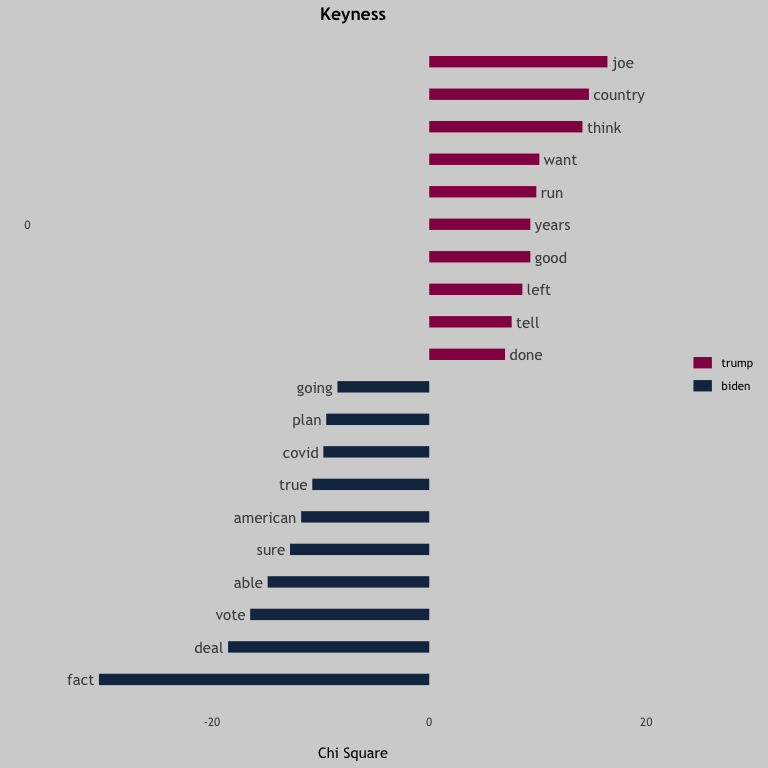 Keyness
joe
country
think
want
run
0
years
good
left
tell
done
trump
going
biden
plan
covid
true
american
sure
able
vote
deal
fact
-20 0 20
Chi Square